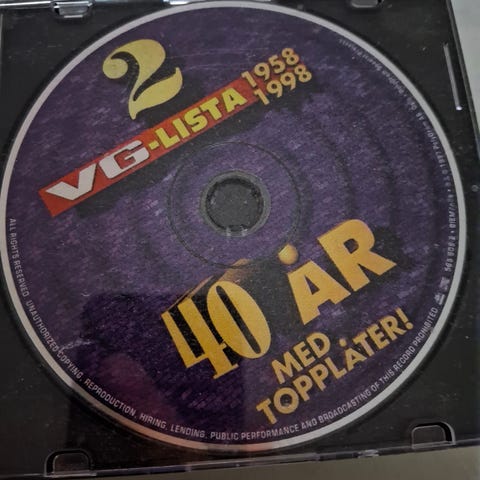 2
VG-LISTA
1958
1998
40 ÅR
MED
TOPPLÅTER!
ALL RIGHTS RESERVED. UNAUTHORIZED COPYING, REPRODUCTION, HIRING, LENDING, PUBLIC PERFORMANCE AND BROADCASTING OF THIS RECORD PROHIBITED.